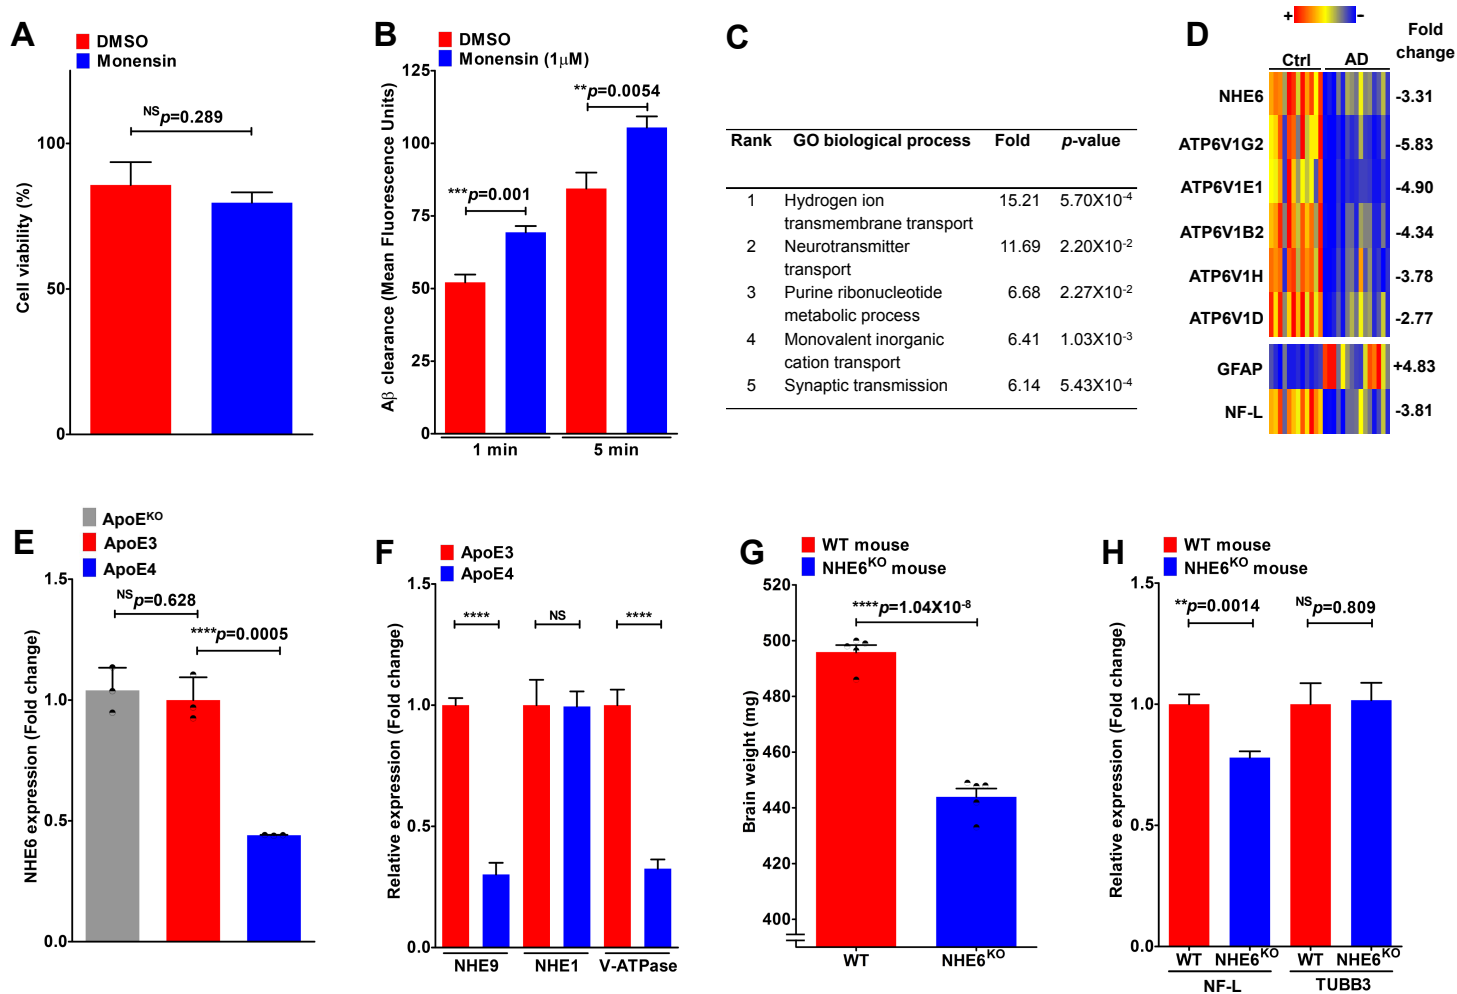 A
DMSO
Monensin
100
50
0
Cell viability (%)
NSp=0.289
B
DMSO
Monensin (1μM)
125
100
75
50
25
0
Aβ clearance (Mean Fluorescence Units)
***p=0.001
**p=0.0054
1 min
5 min
C
Rank GO biological process Fold p-value
1 Hydrogen ion 15.21 5.70X10-4
transmembrane transport
2 Neurotransmitter 11.69 2.20X10-2
transport
3 Purine ribonucleotide 6.68 2.27X10-2
metabolic process
4 Monovalent inorganic 6.41 1.03X10-3
cation transport
5 Synaptic transmission 6.14 5.43X10-4
D
+ -
Fold
change
Ctrl AD
NHE6 -3.31
ATP6V1G2 -5.83
ATP6V1E1 -4.90
ATP6V1B2 -4.34
ATP6V1H -3.78
ATP6V1D -2.77
GFAP +4.83
NF-L -3.81
E
ApoEKO
ApoE3
ApoE4
1.5
1.0
0.5
0.0
NHE6 expression (Fold change)
NSp=0.628
****p=0.0005
F
ApoE3
ApoE4
1.5
1.0
0.5
0.0
Relative expression (Fold change)
****
NS
****
NHE9
NHE1
V-ATPase
G
WT mouse
NHE6KO mouse
520
500
480
460
440
420
400
Brain weight (mg)
****p=1.04X10-8
WT
NHE6KO
H
WT mouse
NHE6KO mouse
1.5
1.0
0.5
0.0
Relative expression (Fold change)
**p=0.0014
NSp=0.809
WT NHE6KO WT NHE6KO
NF-L
TUBB3